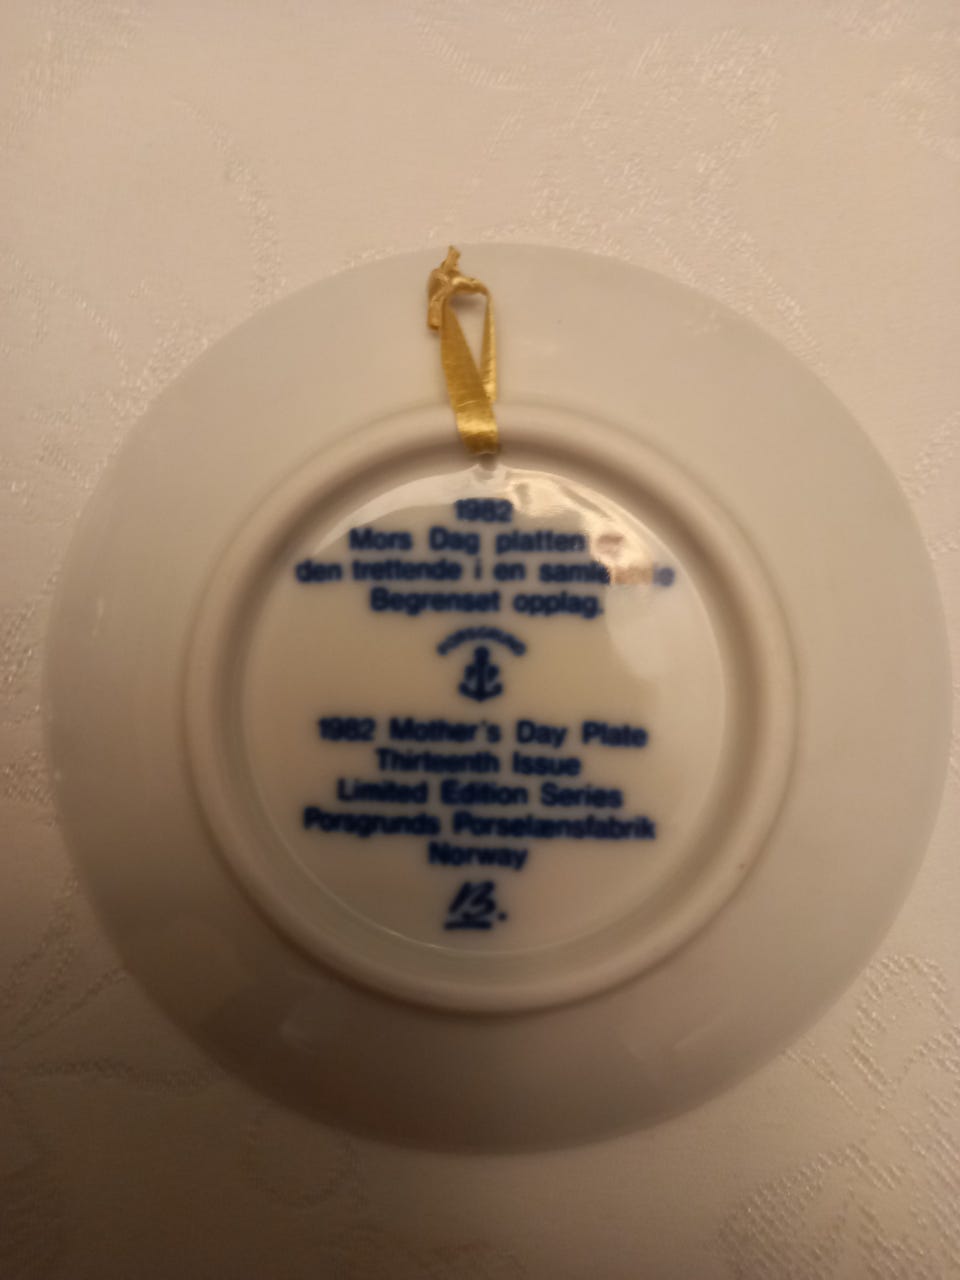 1982
Mors Dag platten
den trettende i en
Begrenset opplag.
PORSGRUND
1982 Mother's Day Plate
Thirteenth Issue
Limited Edition Series
Porsgrunds Porselænsfabrik
Norway
13.